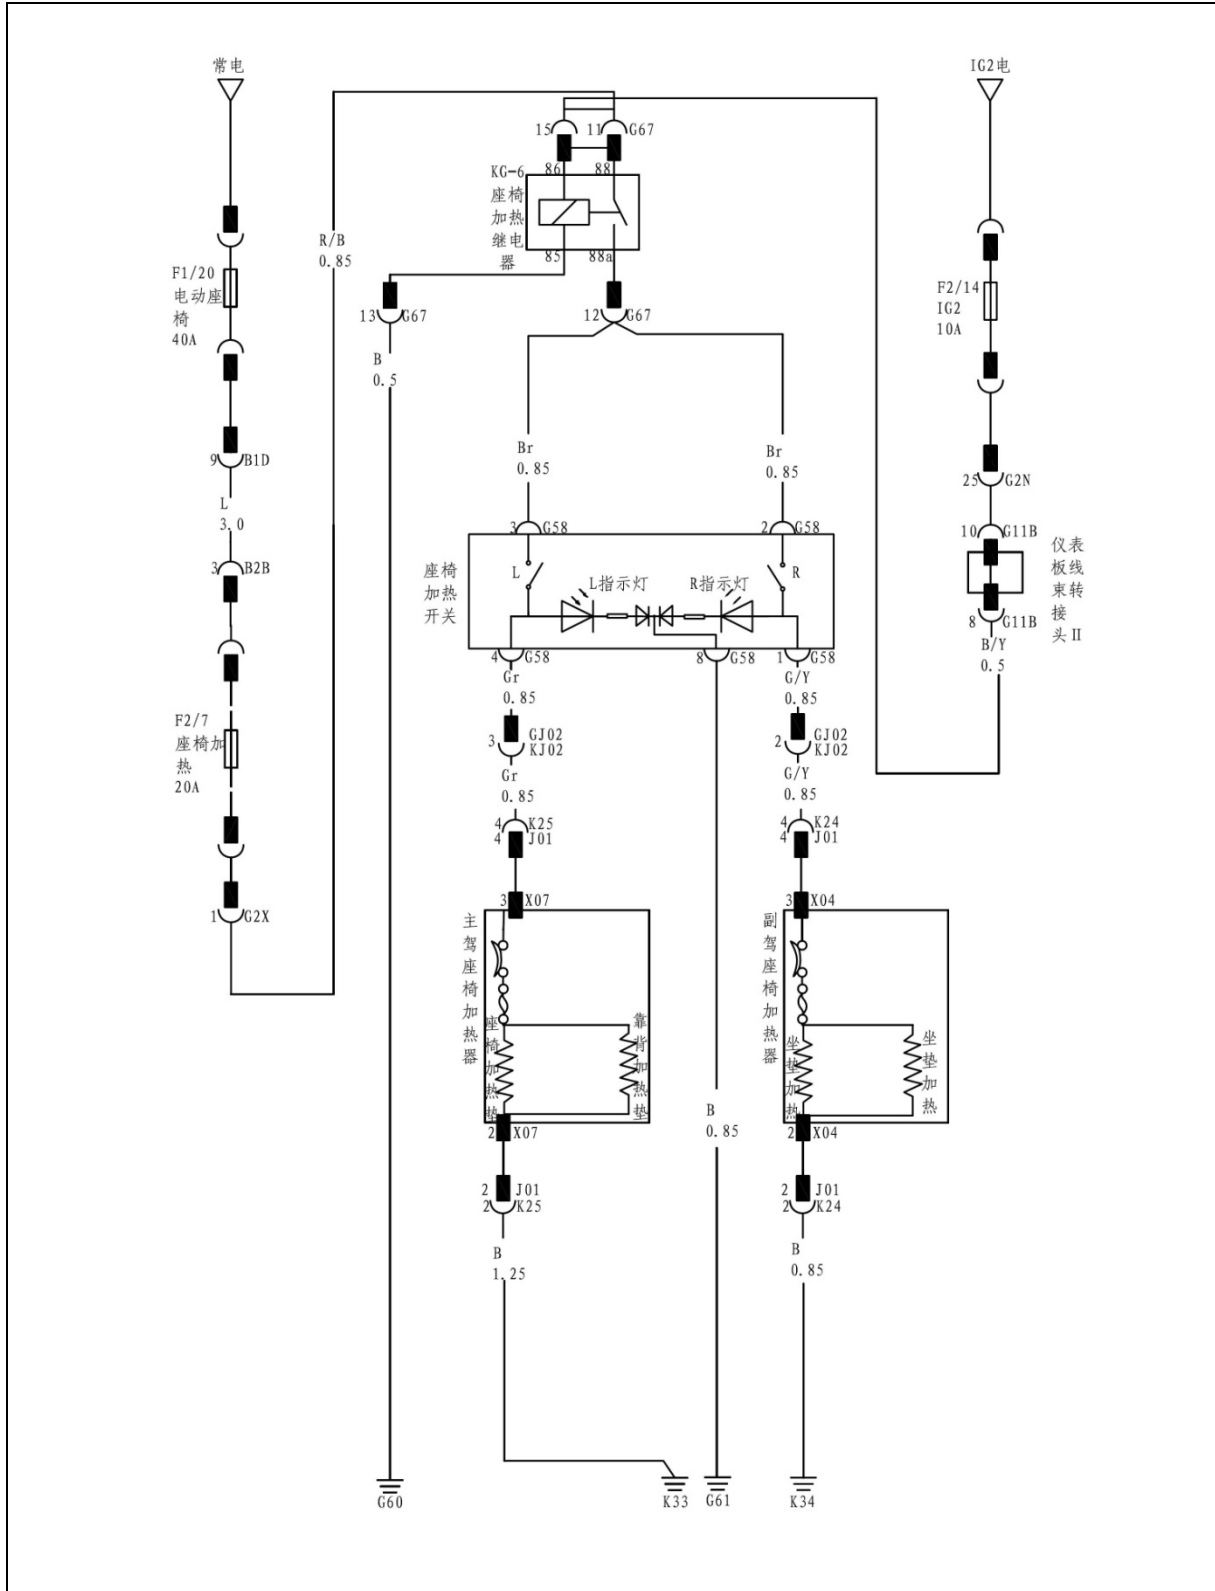 常电
IG2电
15
11
G67
86
88
KG-6
座椅
加热
继电
器
85
88a
R/B
0.85
F1/20
电动座
椅
40A
F2/14
IG2
10A
13
G67
12
G67
B
0.5
Br
0.85
Br
0.85
9
B1D
L
3.0
25
G2N
10
G11B
仪表
板线
束转
接
头II
8
G11B
B/Y
0.5
3
G58
2
G58
3
B2B
座椅
加热
开关
L
L指示灯
R指示灯
R
4
G58
8
G58
1
G58
Gr
0.85
G/Y
0.85
F2/7
座椅加
热
20A
3
GJ02
KJ02
2
GJ02
KJ02
Gr
0.85
G/Y
0.85
4
K25
4
J01
4
K24
4
J01
1
G2X
3
X07
3
X04
主驾座椅加热器
座椅加热垫
靠背加热垫
副驾座椅加热器
坐垫加热
坐垫加热
2
X07
2
X04
B
0.85
2
J01
2
K25
2
J01
2
K24
B
1.25
B
0.85
G60
K33
G61
K34